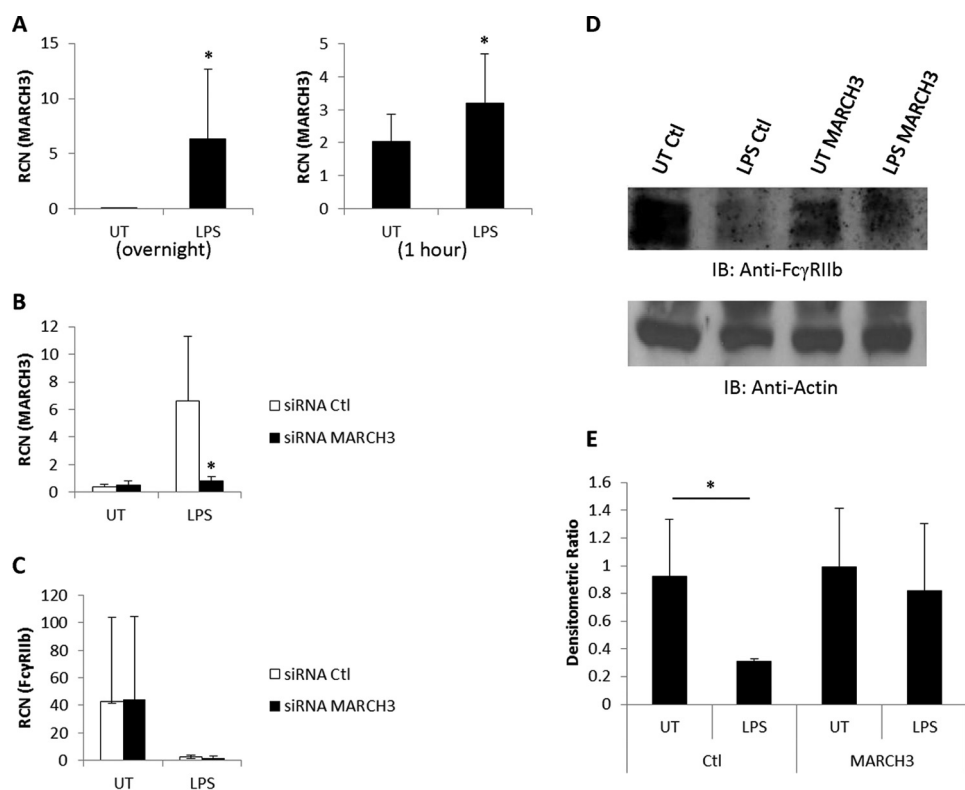 A
RCN (MARCH3)
15
10
5
0
*
UT
LPS
(overnight)
RCN (MARCH3)
5
4
3
2
1
0
*
UT
LPS
(1 hour)
B
RCN (MARCH3)
12
10
8
6
4
2
0
*
UT
LPS
siRNA Ctl
siRNA MARCH3
C
RCN (FcγRIIb)
120
100
80
60
40
20
0
UT
LPS
siRNA Ctl
siRNA MARCH3
D
UT Ctl
LPS Ctl
UT MARCH3
LPS MARCH3
IB: Anti-FcγRIIb
IB: Anti-Actin
E
Densitometric Ratio
1.6
1.4
1.2
1
0.8
0.6
0.4
0.2
0
*
UT
LPS
UT
LPS
Ctl
MARCH3